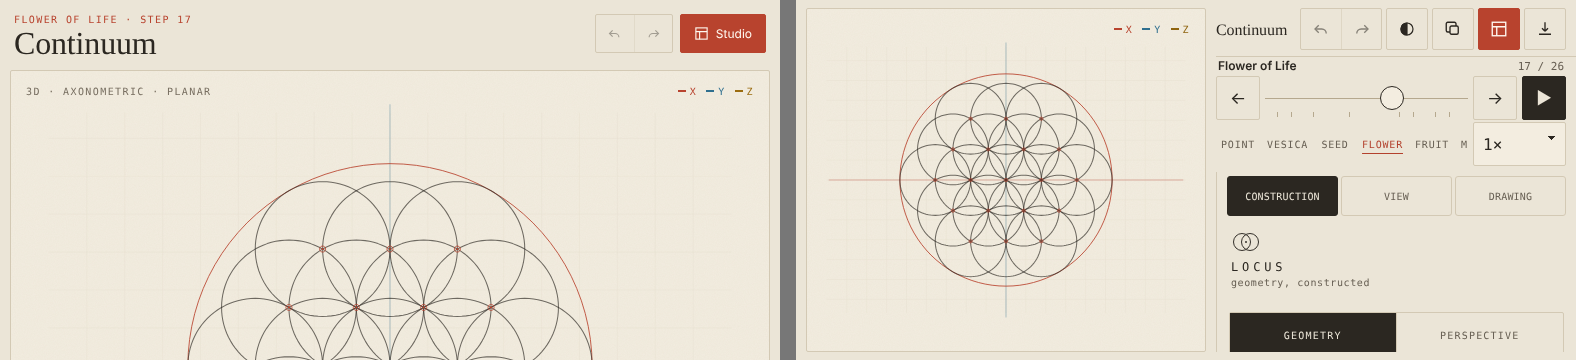 FLOWER OF LIFE · STEP 17
Continuum
Studio
3D · AXONOMETRIC · PLANAR
X Y Z
X Y Z
Continuum
Flower of Life 17 / 26
POINT VESICA SEED FLOWER FRUIT M 1×
CONSTRUCTION VIEW DRAWING
LOCUS
geometry, constructed
GEOMETRY PERSPECTIVE